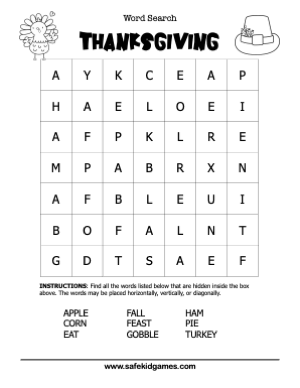 Word Search
THANKSGIVING
A Y K C E A P
H A E L O E I
A F P K L R E
M P A B R X N
A F B L E U I
B O F A L N T
G D T S A E F
INSTRUCTIONS: Find all the words listed below that are hidden inside the box
above. The words may be placed horizontally, vertically, or diagonally.
APPLE FALL HAM
CORN FEAST PIE
EAT GOBBLE TURKEY
www.safekidgames.com